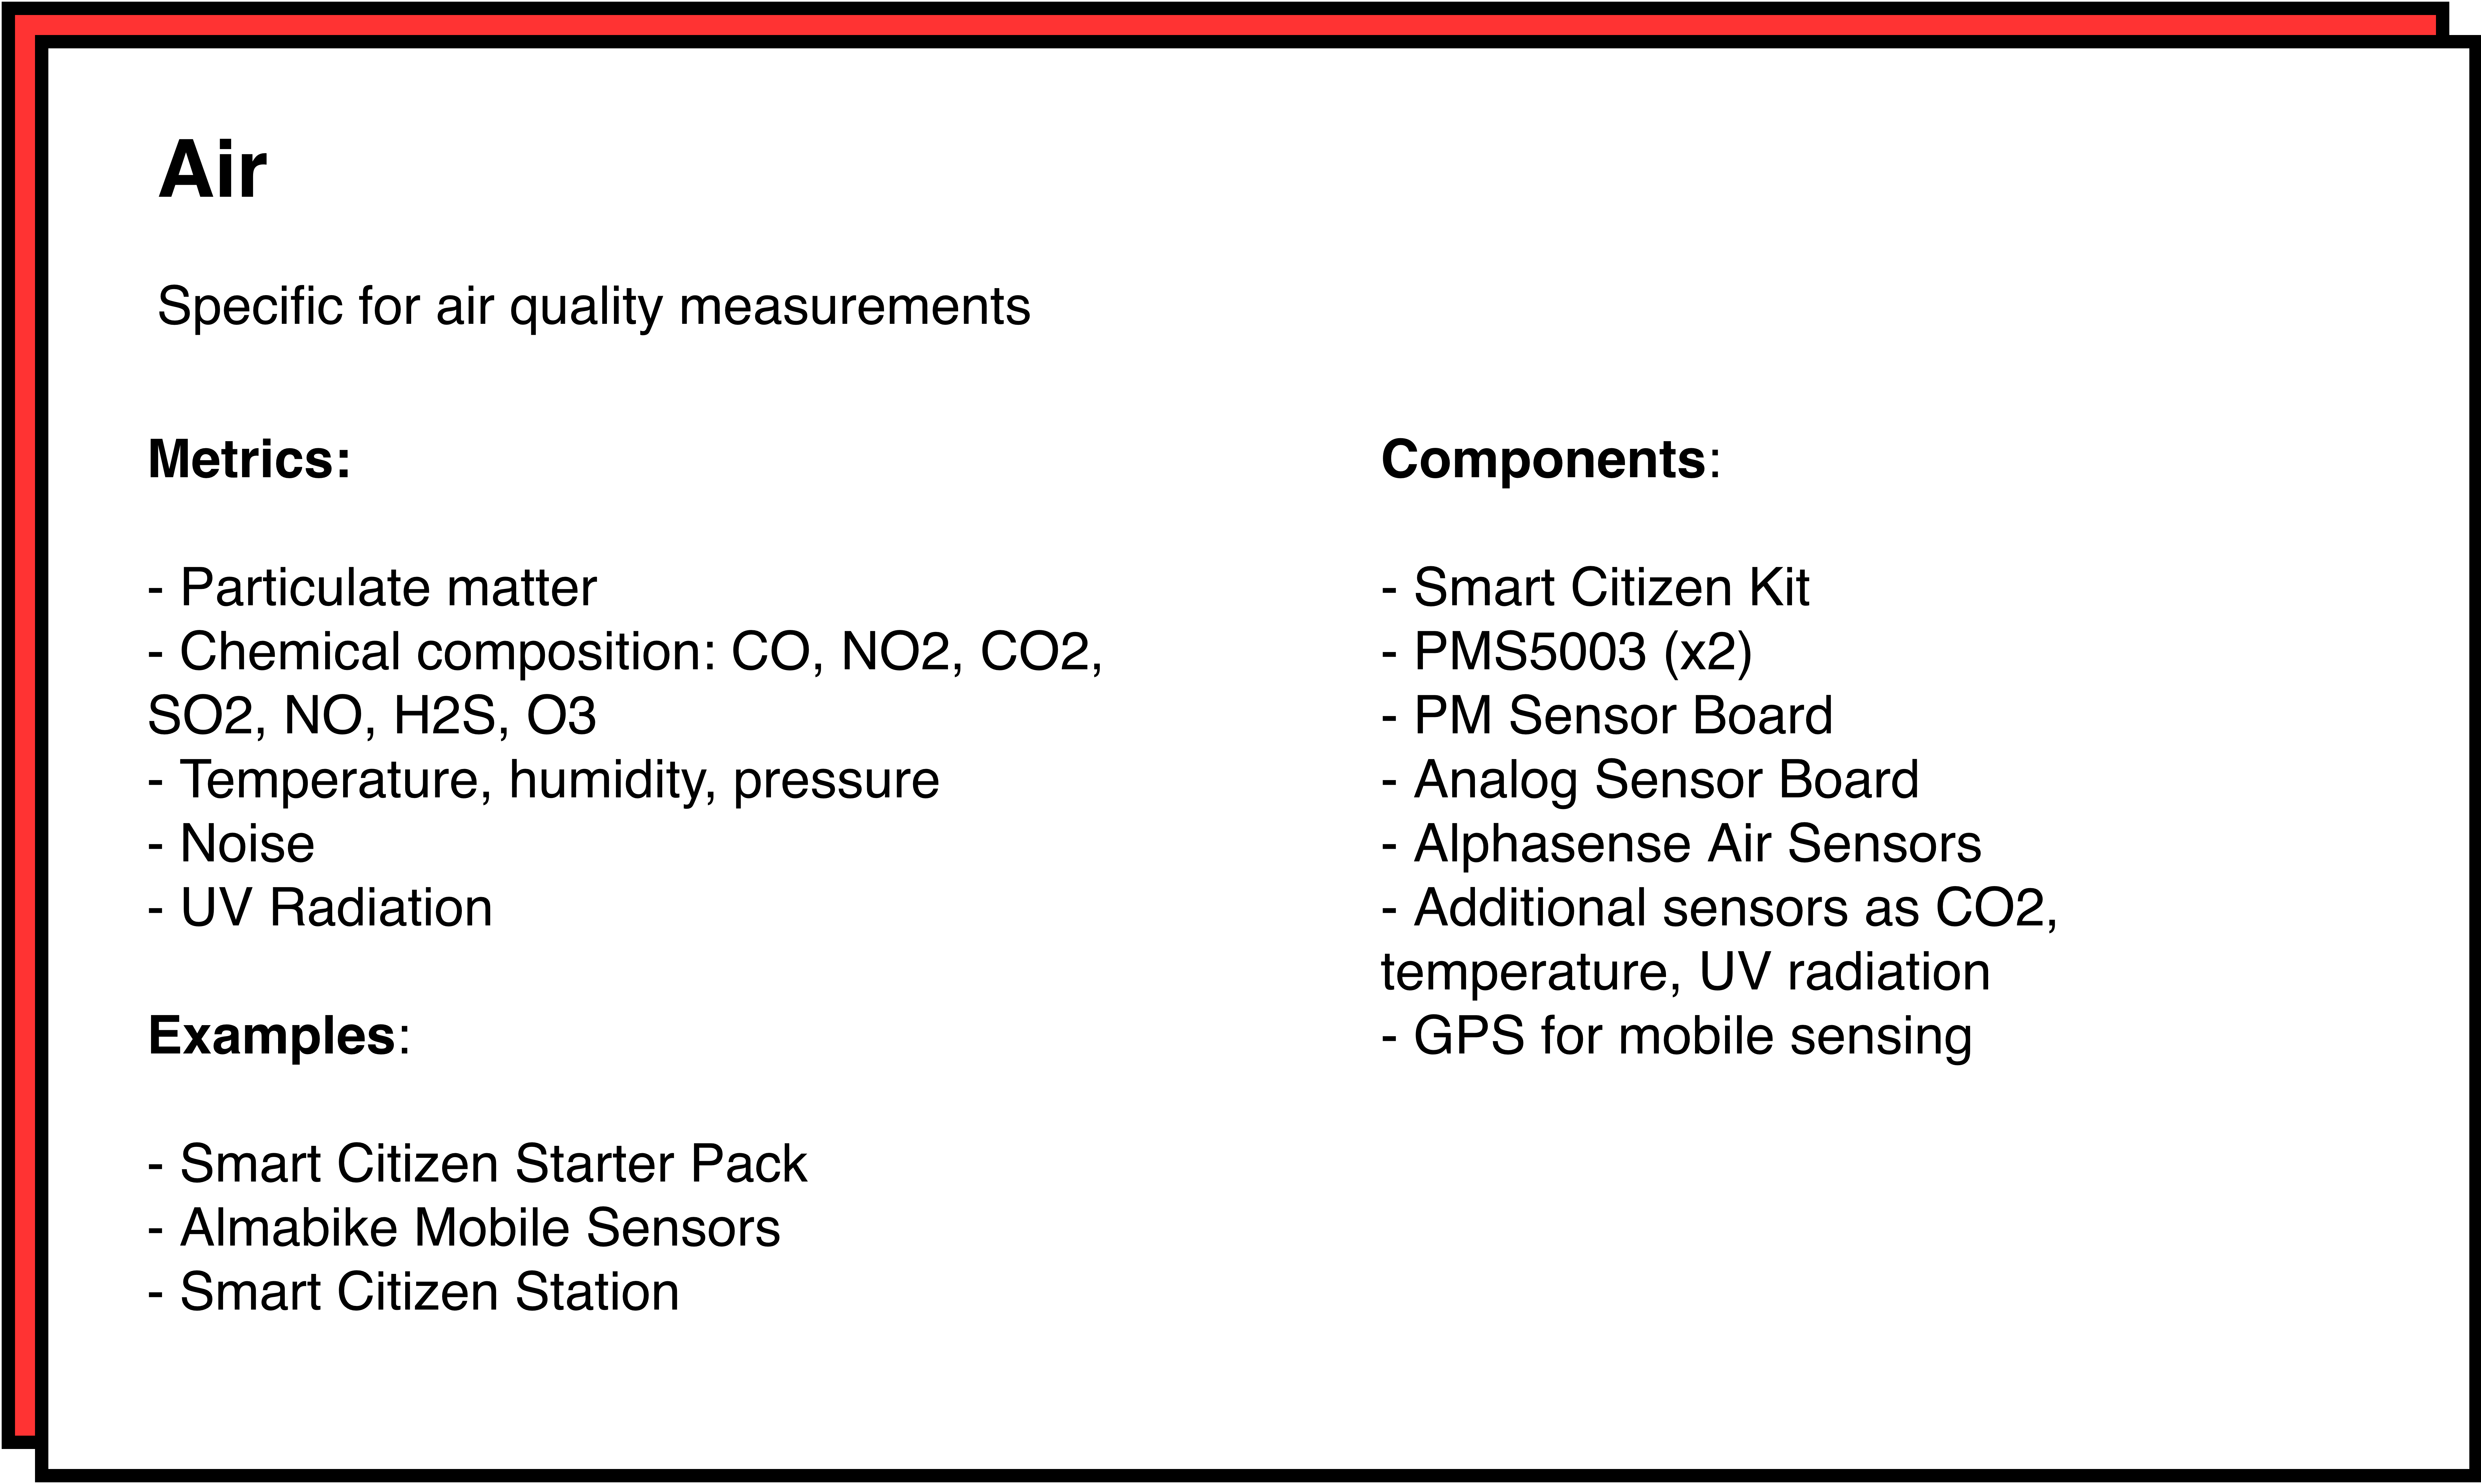 Air
Specific for air quality measurements
Metrics:
- Particulate matter
- Chemical composition: CO, NO2, CO2,
SO2, NO, H2S, O3
- Temperature, humidity, pressure
- Noise
- UV Radiation
Examples:
- Smart Citizen Starter Pack
- Almabike Mobile Sensors
- Smart Citizen Station
Components:
- Smart Citizen Kit
- PMS5003 (x2)
- PM Sensor Board
- Analog Sensor Board
- Alphasense Air Sensors
- Additional sensors as CO2,
temperature, UV radiation
- GPS for mobile sensing